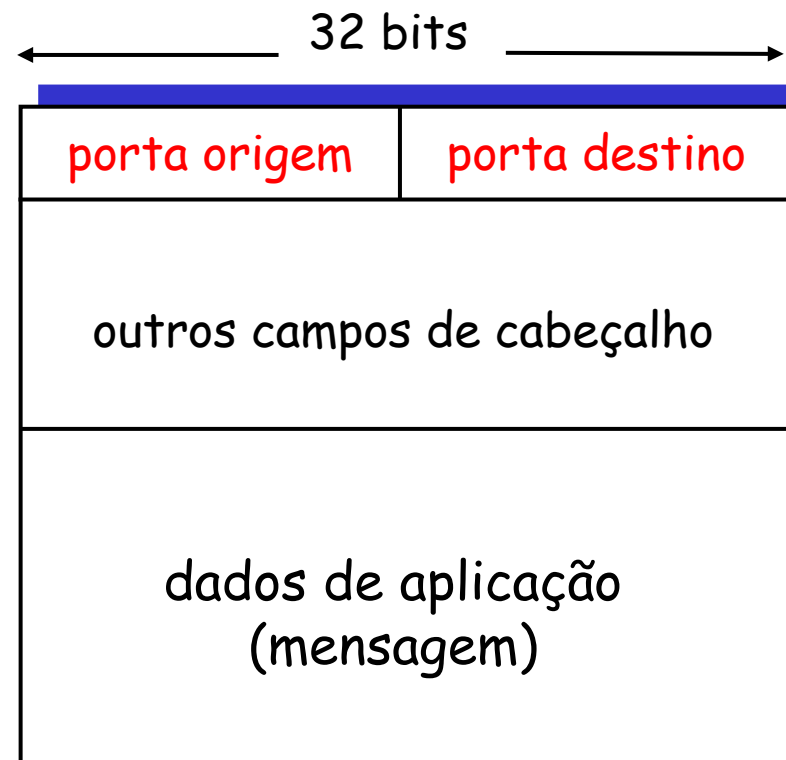 32 bits
porta origem
porta destino
outros campos de cabeçalho
dados de aplicação
(mensagem)